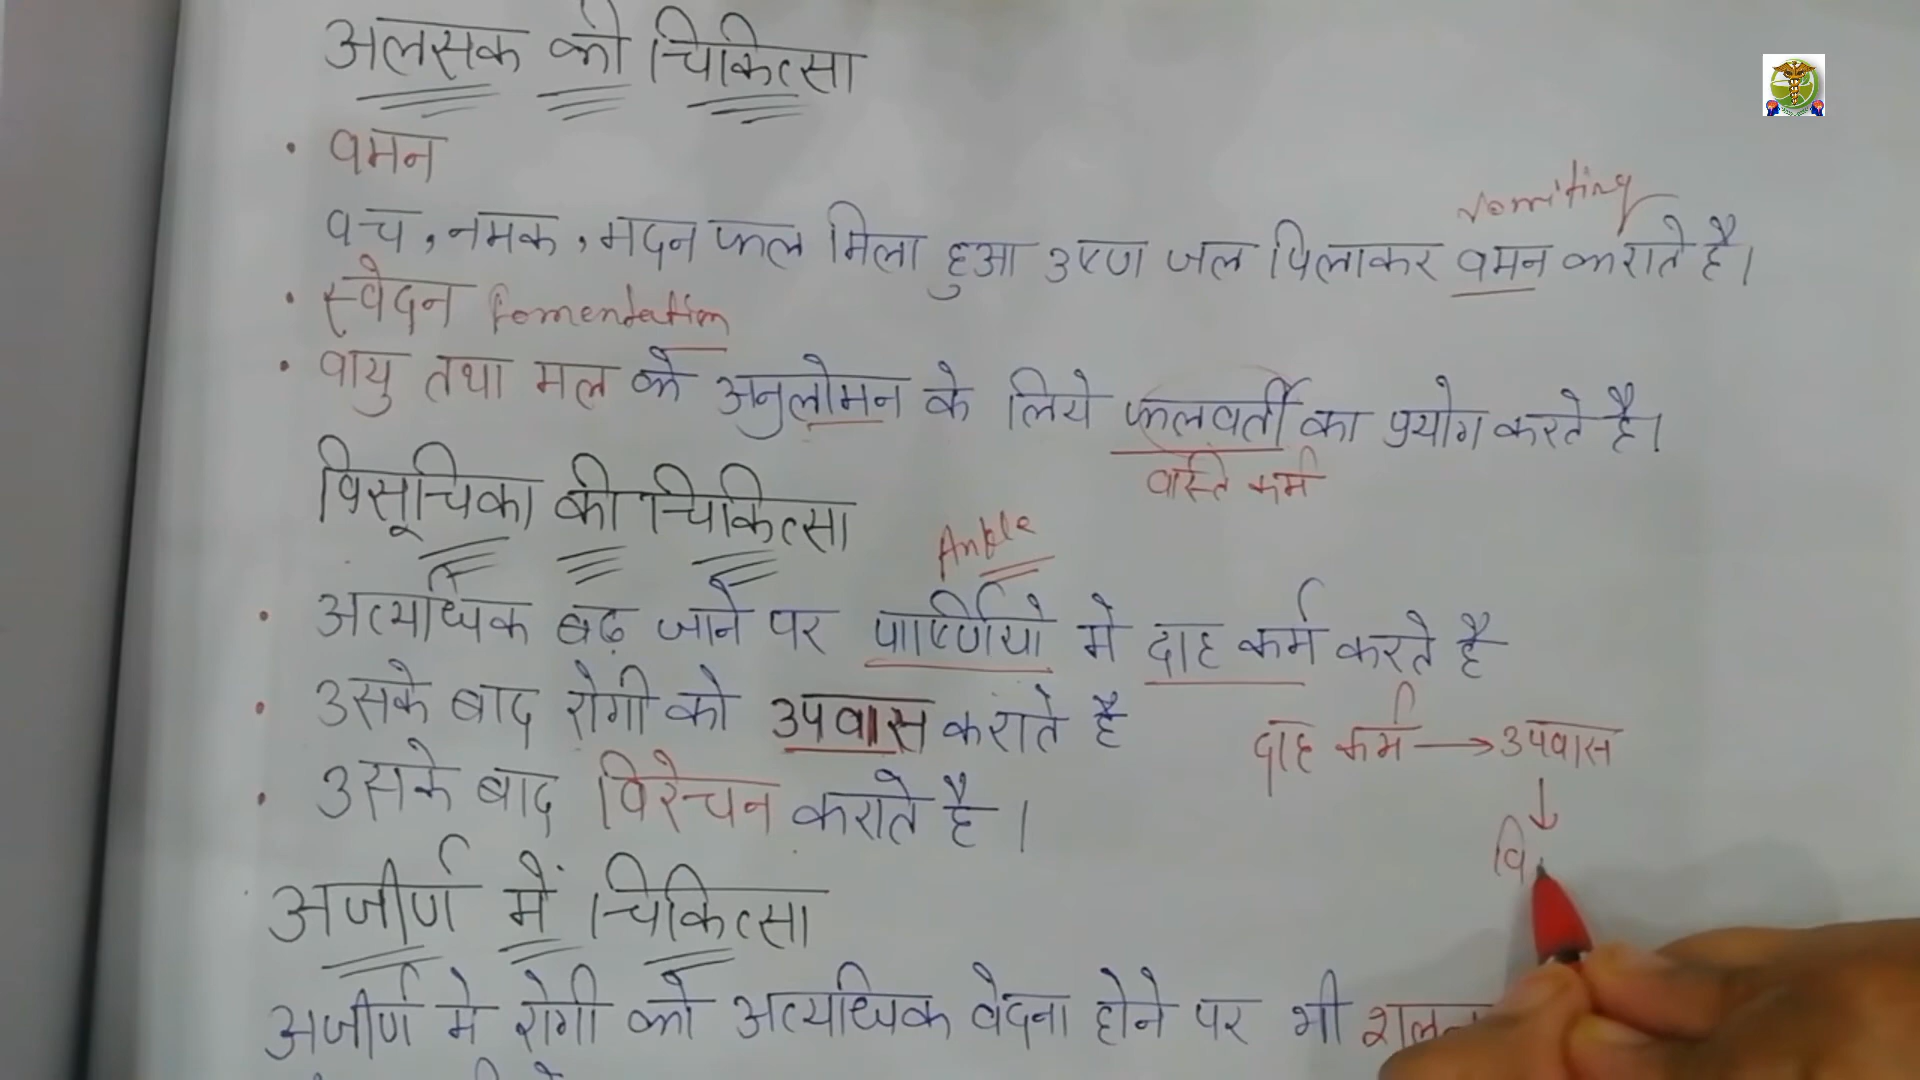 अलसक की चिकित्सा
• वमन
vomiting
वच, नमक, मदन फल मिला हुआ उष्ण जल पिलाकर वमन कराते है।
• स्वेदन fomentation
• वायु तथा मल के अनुलोमन के लिये फलवर्ती का प्रयोग करते है।
वस्ति कर्म
विसूचिका की चिकित्सा
Ankle
• अत्यधिक बढ़ जाने पर पार्ष्णियो मे दाह कर्म करते है
• उसके बाद रोगी को उपवास कराते है
दाह कर्म → उपवास
↓
• उसके बाद विरेचन कराते है।
वि
अजीर्ण में चिकित्सा
अजीर्ण मे रोगी को अत्यधिक वेदना होने पर भी